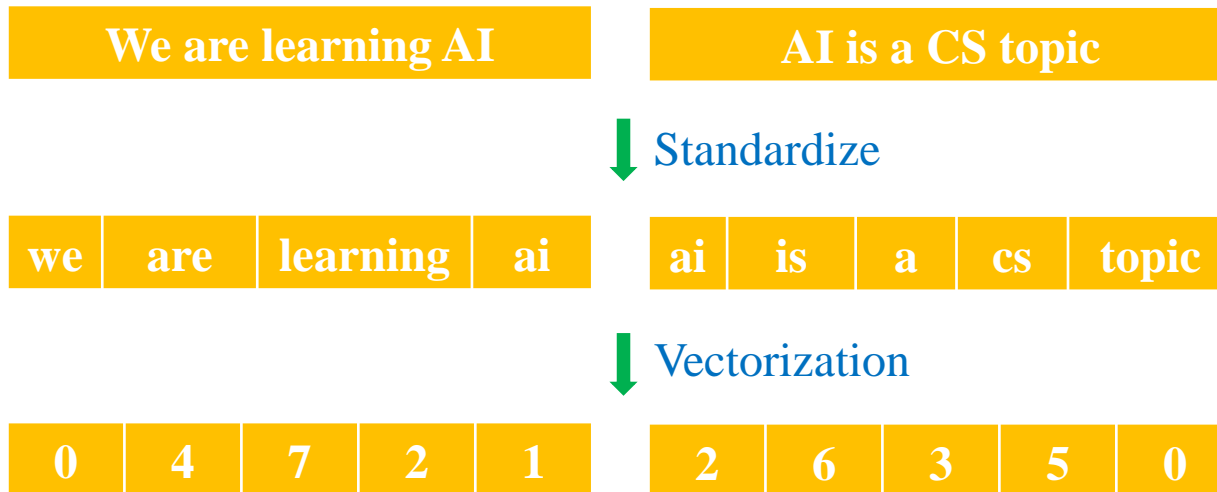 We are learning AI
AI is a CS topic
Standardize
we are learning ai
ai is a cs topic
Vectorization
0 4 7 2 1
2 6 3 5 0